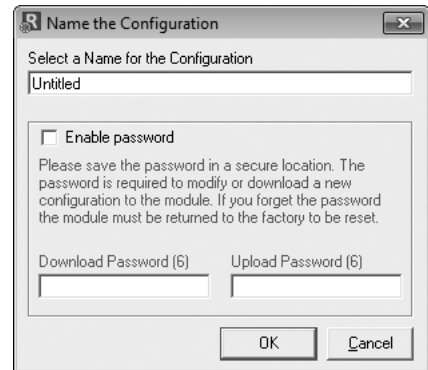 Name the Configuration
Select a Name for the Configuration
Untitled
Enable password
Please save the password in a secure location. The
password is required to modify or download a new
configuration to the module. If you forget the password
the module must be returned to the factory to be reset.
Download Password (6) Upload Password (6)
OK Cancel